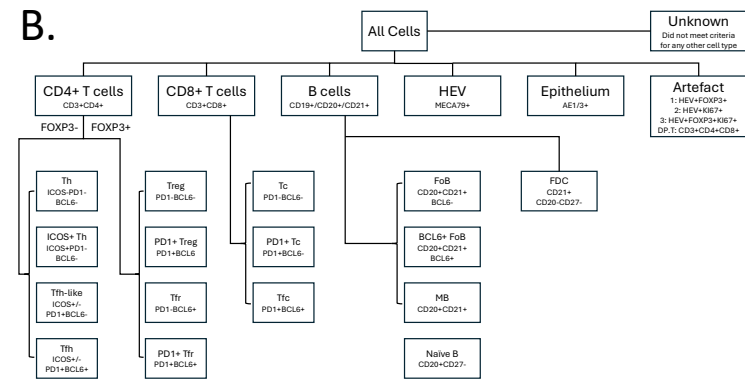 B.
All Cells
Unknown
Did not meet criteria
for any other cell type
CD4+ T cells
CD3+CD4+
CD8+ T cells
CD3+CD8+
B cells
CD19+/CD20+/CD21+
HEV
MECA79+
Epithelium
AE1/3+
Artefact
1: HEV+FOXP3+
2: HEV+KI67+
3: HEV+FOXP3+KI67+
DP.T: CD3+CD4+CD8+
FOXP3-
FOXP3+
Th
ICOS-PD1-
BCL6-
ICOS+ Th
ICOS+PD1-
BCL6-
Tfh-like
ICOS+/-
PD1+BCL6-
Tfh
ICOS+/-
PD1+BCL6+
Treg
PD1-BCL6-
PD1+ Treg
PD1+BCL6
Tfr
PD1-BCL6+
PD1+ Tfr
PD1+BCL6+
Tc
PD1-BCL6-
PD1+ Tc
PD1+BCL6-
Tfc
PD1+BCL6+
FoB
CD20+CD21+
BCL6-
BCL6+ FoB
CD20+CD21+
BCL6+
MB
CD20+CD21+
Naïve B
CD20+CD27-
FDC
CD21+
CD20-CD27-